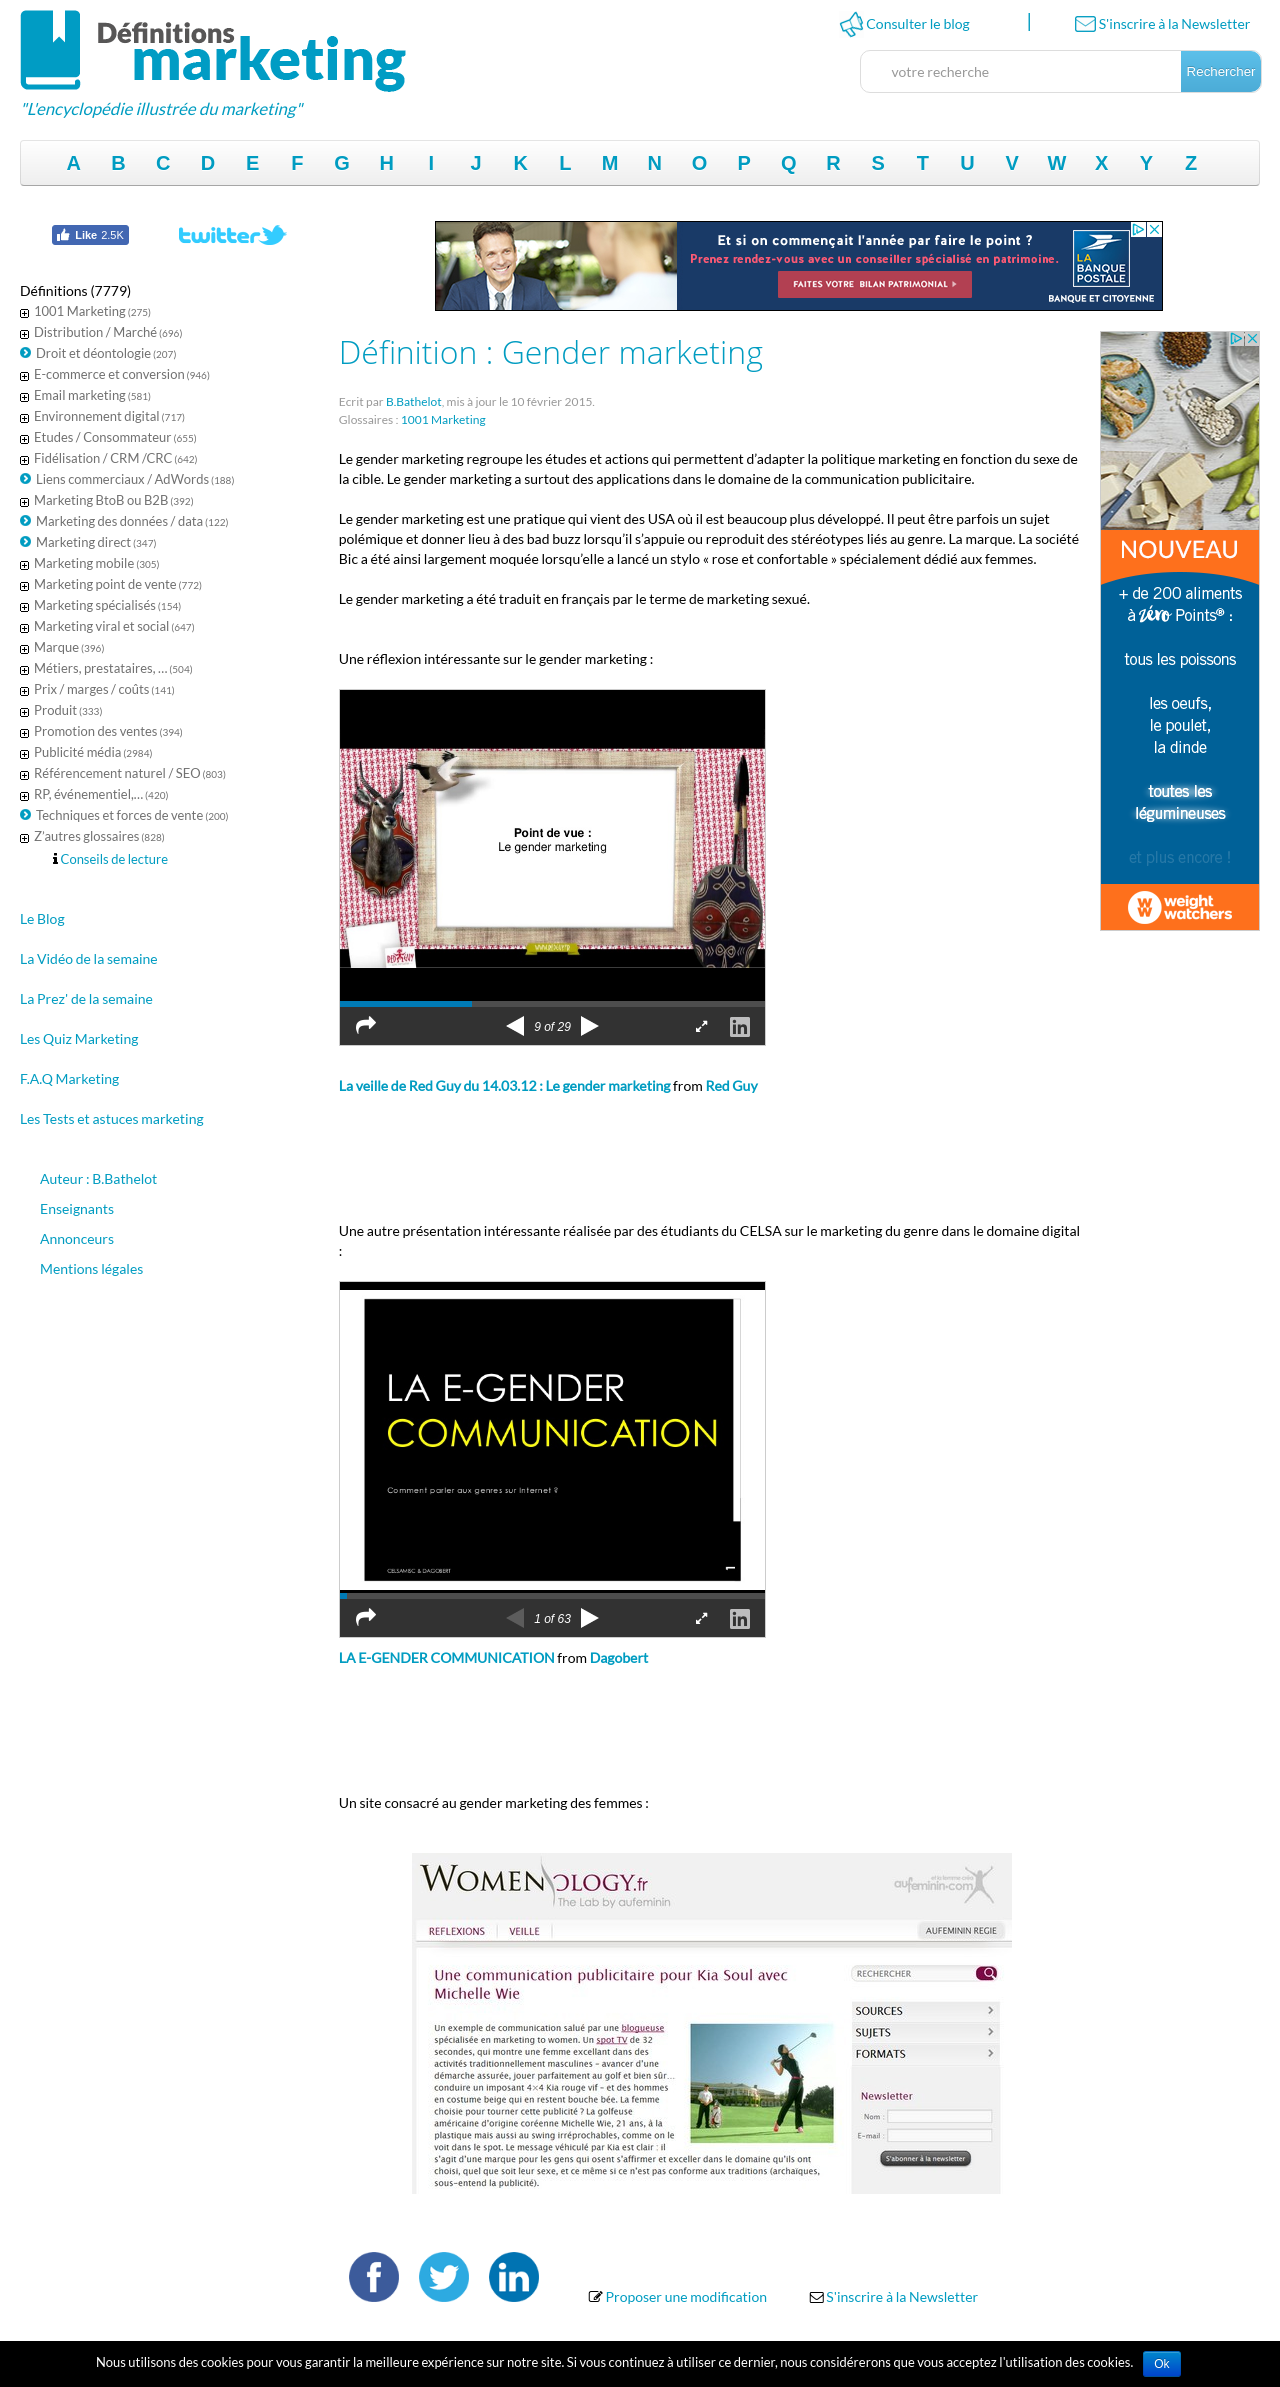 Définitions
marketing
"L'encyclopédie illustrée du marketing"
Consulter le blog
|
S'inscrire à la Newsletter
votre recherche
Rechercher
A B C D E F G H I J K L M N O P Q R S T U V W X Y Z
Like 2.5K
twitter
Et si on commençait l'année par faire le point ?
Prenez rendez-vous avec un conseiller spécialisé en patrimoine.
FAITES VOTRE BILAN PATRIMONIAL
LA
BANQUE
POSTALE
BANQUE ET CITOYENNE
Définitions (7779)
1001 Marketing (275)
Distribution / Marché (696)
Droit et déontologie (207)
E-commerce et conversion (946)
Email marketing (581)
Environnement digital (717)
Etudes / Consommateur (655)
Fidélisation / CRM /CRC (642)
Liens commerciaux / AdWords (188)
Marketing BtoB ou B2B (392)
Marketing des données / data (122)
Marketing direct (347)
Marketing mobile (305)
Marketing point de vente (772)
Marketing spécialisés (154)
Marketing viral et social (647)
Marque (396)
Métiers, prestataires, ... (504)
Prix / marges / coûts (141)
Produit (333)
Promotion des ventes (394)
Publicité média (2984)
Référencement naturel / SEO (803)
RP, événementiel,... (420)
Techniques et forces de vente (200)
Z'autres glossaires (828)
Conseils de lecture
Le Blog
La Vidéo de la semaine
La Prez' de la semaine
Les Quiz Marketing
F.A.Q Marketing
Les Tests et astuces marketing
Auteur : B.Bathelot
Enseignants
Annonceurs
Mentions légales
Définition : Gender marketing
Ecrit par B.Bathelot, mis à jour le 10 février 2015.
Glossaires : 1001 Marketing
Le gender marketing regroupe les études et actions qui permettent d’adapter la politique marketing en fonction du sexe de
la cible. Le gender marketing a surtout des applications dans le domaine de la communication publicitaire.
Le gender marketing est une pratique qui vient des USA où il est beaucoup plus développé. Il peut être parfois un sujet
polémique et donner lieu à des bad buzz lorsqu’il s’appuie ou reproduit des stéréotypes liés au genre. La marque. La société
Bic a été ainsi largement moquée lorsqu’elle a lancé un stylo « rose et confortable » spécialement dédié aux femmes.
Le gender marketing a été traduit en français par le terme de marketing sexué.
Une réflexion intéressante sur le gender marketing :
Point de vue :
Le gender marketing
RED GUY
9 of 29
La veille de Red Guy du 14.03.12 : Le gender marketing from Red Guy
Une autre présentation intéressante réalisée par des étudiants du CELSA sur le marketing du genre dans le domaine digital
:
LA E-GENDER
COMMUNICATION
Comment parler aux genres sur Internet ?
CELSAMISC & DAGOBERT
1
1 of 63
LA E-GENDER COMMUNICATION from Dagobert
Un site consacré au gender marketing des femmes :
WOMENOLOGY.fr
The Lab by aufeminin
aufeminin.com
REFLEXIONS
VEILLE
AUFEMININ REGIE
Une communication publicitaire pour Kia Soul avec
Michelle Wie
Un exemple de communication salué par une blogueuse
spécialisée en marketing to women. Un spot TV de 32
secondes, qui montre une femme excellant dans des
activités traditionnellement masculines – avancer d'une
démarche assurée, jouer parfaitement au golf et bien sûr...
conduire un imposant 4×4 Kia rouge vif – et des hommes
en costume beige qui en restent bouche bée. La femme
choisie pour tourner cette publicité ? La golfeuse
américaine d'origine coréenne Michelle Wie, 21 ans, à la
plastique mais aussi au swing irréprochables, comme on le
voit dans le spot. Le message véhiculé par Kia est clair : il
s'agit d'une marque pour les gens qui osent s'affirmer et exceller dans le domaine qu'ils ont
choisi, quel que soit leur sexe, et ce même si ce n'est pas conforme aux traditions (archaïques,
sous-entend la publicité).
RECHERCHER
SOURCES
SUJETS
FORMATS
Newsletter
Nom :
E-mail :
S'abonner à la newsletter
Proposer une modification
S'inscrire à la Newsletter
NOUVEAU
+ de 200 aliments
à zéro Points® :
tous les poissons
les oeufs,
le poulet,
la dinde
toutes les
légumineuses
et plus encore !
weight
watchers
Nous utilisons des cookies pour vous garantir la meilleure expérience sur notre site. Si vous continuez à utiliser ce dernier, nous considérerons que vous acceptez l'utilisation des cookies.
Ok